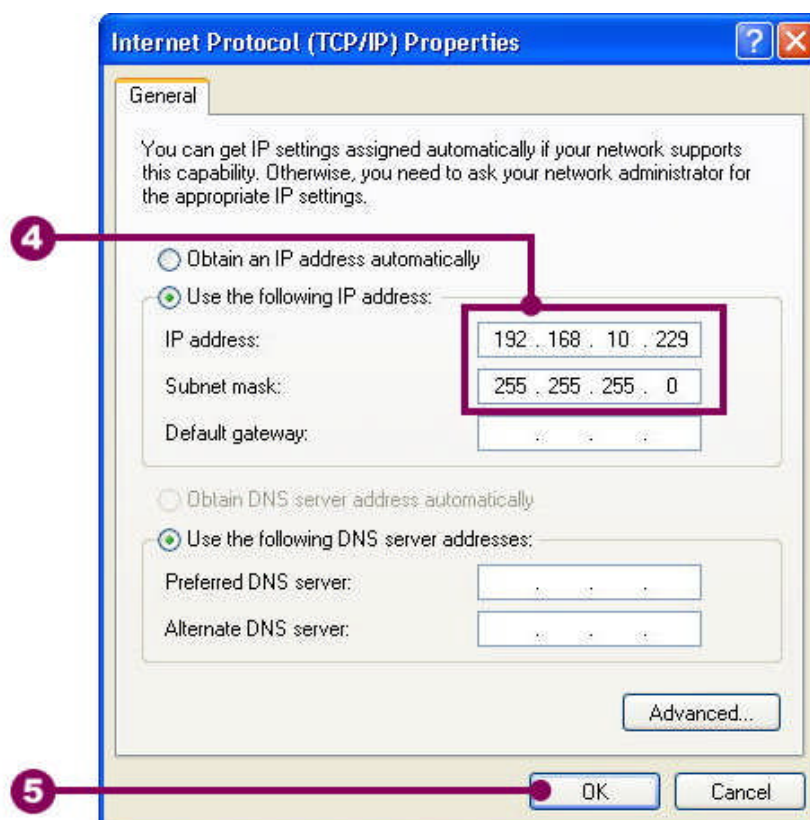 Internet Protocol (TCP/IP) Properties
General
You can get IP settings assigned automatically if your network supports
this capability. Otherwise, you need to ask your network administrator for
the appropriate IP settings.
4
Obtain an IP address automatically
Use the following IP address:
IP address: 192 . 168 . 10 . 229
Subnet mask: 255 . 255 . 255 . 0
Default gateway: . . .
Obtain DNS server address automatically
Use the following DNS server addresses:
Preferred DNS server: . . .
Alternate DNS server: . . .
Advanced...
5
OK Cancel